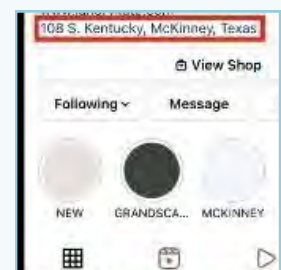 108 S. Kentucky, McKinney, Texas
View Shop
Following
Message
NEW
GRANDSCA...
MCKINNEY